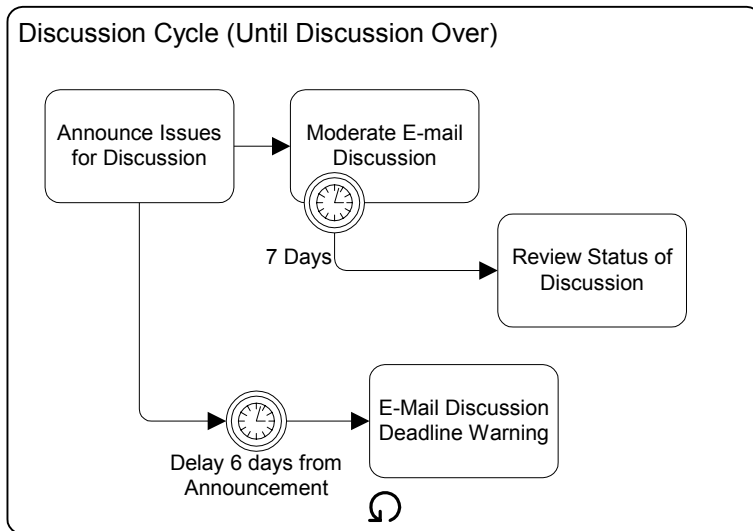 Discussion Cycle (Until Discussion Over)
Announce Issues
for Discussion
Moderate E-mail
Discussion
7 Days
Review Status of
Discussion
E-Mail Discussion
Deadline Warning
Delay 6 days from
Announcement